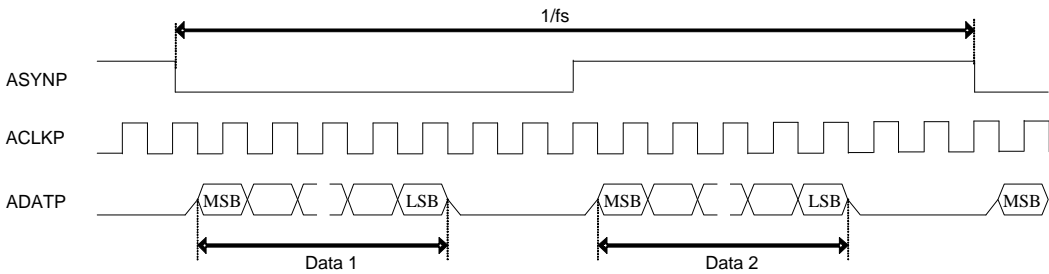 1/fs
ASYNP
ACLKP
ADATP
MSB LSB MSB LSB MSB
Data 1 Data 2